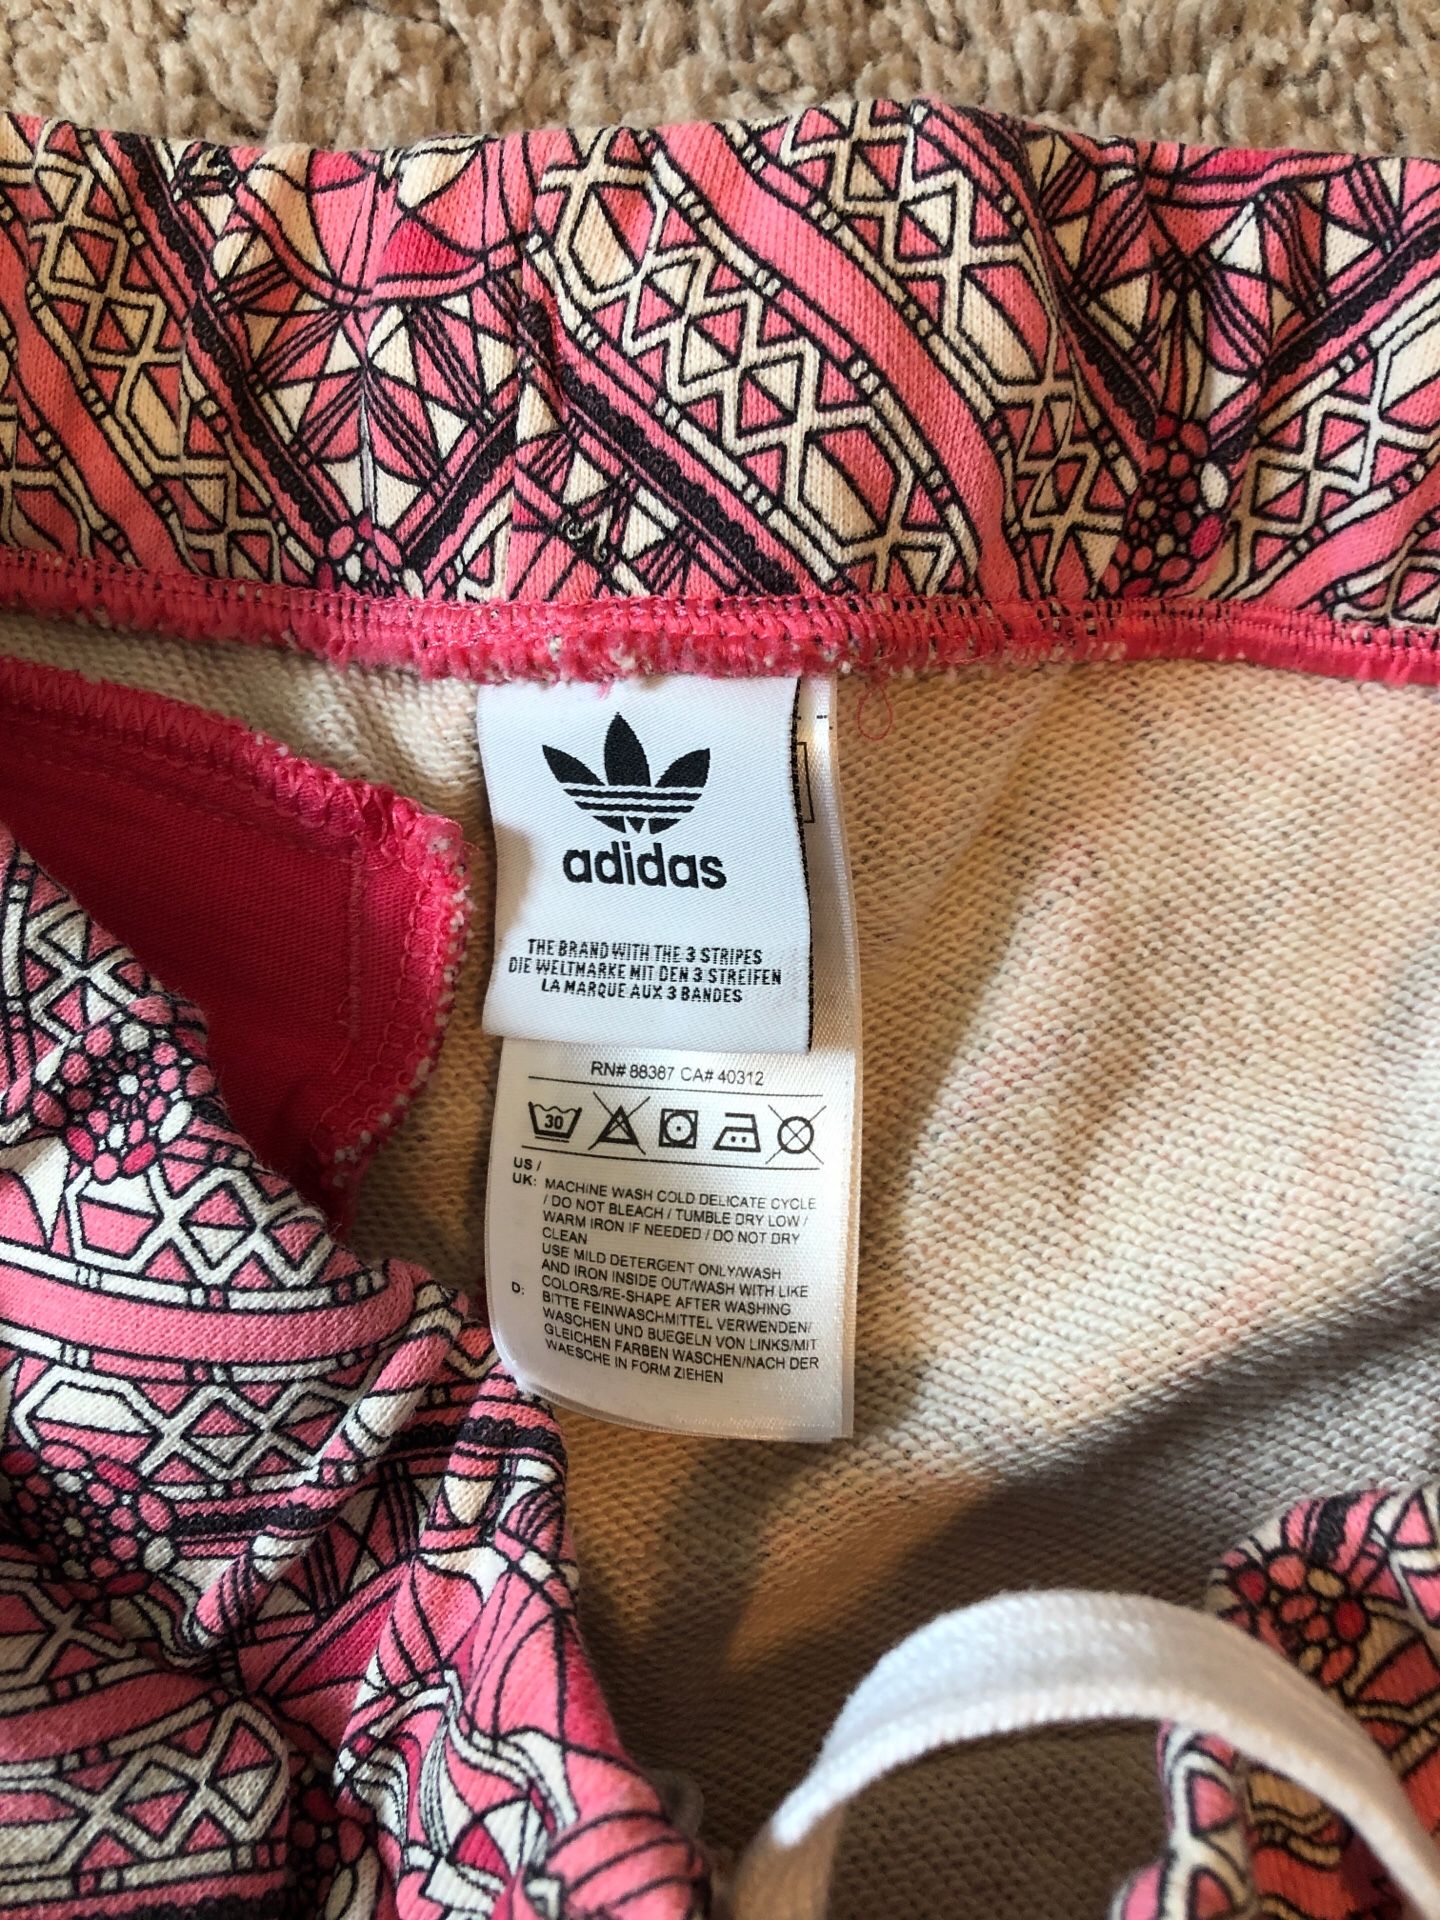 adidas
THE BRAND WITH THE 3 STRIPES
DIE WELTMARKE MIT DEN 3 STREIFEN
LA MARQUE AUX 3 BANDES
RN# 88387 CA# 40312
30
US /
UK: MACHINE WASH COLD DELICATE CYCLE
/ DO NOT BLEACH / TUMBLE DRY LOW /
WARM IRON IF NEEDED / DO NOT DRY
CLEAN
USE MILD DETERGENT ONLY/WASH
AND IRON INSIDE OUT/WASH WITH LIKE
COLORS/RE-SHAPE AFTER WASHING
D: BITTE FEINWASCHMITTEL VERWENDEN/
WASCHEN UND BUEGELN VON LINKS/MIT
GLEICHEN FARBEN WASCHEN/NACH DER
WAESCHE IN FORM ZIEHEN